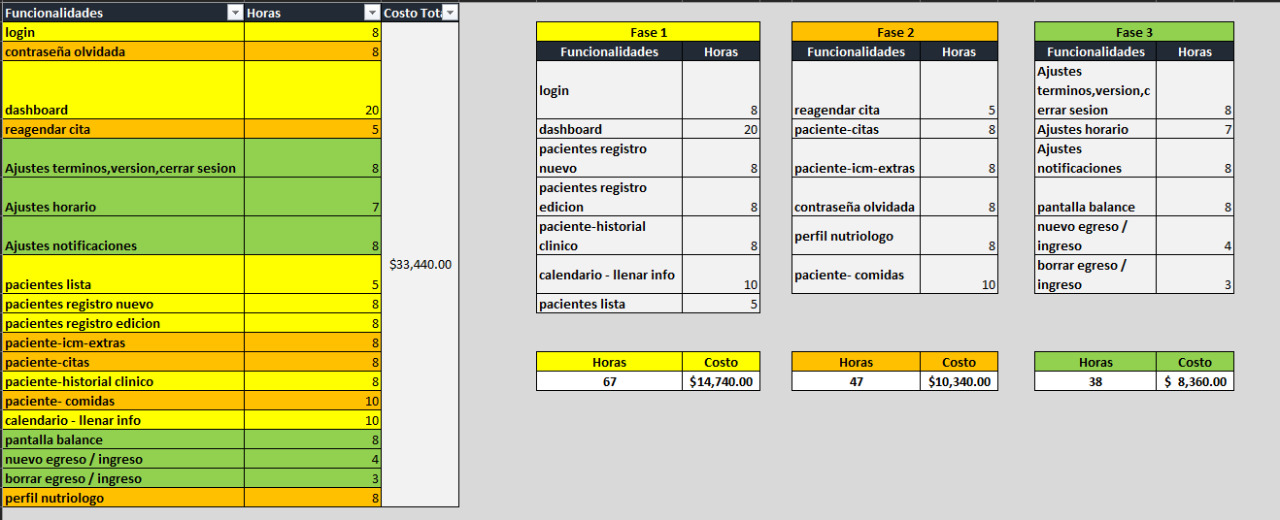 Funcionalidades Horas Costo Tota
login 8
contraseña olvidada 8
dashboard 20
reagendar cita 5
Ajustes terminos,version,cerrar sesion 8
Ajustes horario 7
Ajustes notificaciones 8
$33,440.00
pacientes lista 5
pacientes registro nuevo 8
pacientes registro edicion 8
paciente-icm-extras 8
paciente-citas 8
paciente-historial clinico 8
paciente- comidas 10
calendario - llenar info 10
pantalla balance 8
nuevo egreso / ingreso 4
borrar egreso / ingreso 3
perfil nutriologo 8
Fase 1
Funcionalidades Horas
login
8
dashboard 20
pacientes registro
nuevo 8
pacientes registro
edicion 8
paciente-historial
clinico 8
calendario - llenar info
10
pacientes lista 5
Horas Costo
67 $14,740.00
Fase 2
Funcionalidades Horas
reagendar cita 5
paciente-citas 8
paciente-icm-extras 8
contraseña olvidada 8
perfil nutriologo
8
paciente- comidas
10
Horas Costo
47 $10,340.00
Fase 3
Funcionalidades Horas
Ajustes
terminos,version,c
errar sesion 8
Ajustes horario 7
Ajustes
notificaciones 8
pantalla balance 8
nuevo egreso /
ingreso 4
borrar egreso /
ingreso 3
Horas Costo
38 $ 8,360.00